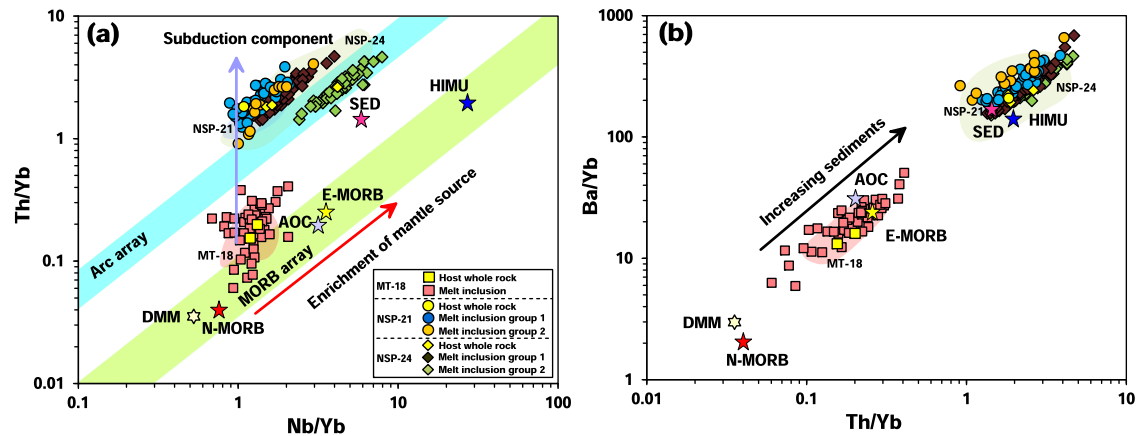 (a)
10
1
0.1
0.01
Th/Yb
0.1
1
10
100
Nb/Yb
Subduction component
NSP-24
NSP-21
SED
HIMU
E-MORB
AOC
MT-18
Arc array
MORB array
Enrichment of mantle source
DMM
N-MORB
MT-18
Host whole rock
Melt inclusion
NSP-21
Host whole rock
Melt inclusion group 1
Melt inclusion group 2
NSP-24
Host whole rock
Melt inclusion group 1
Melt inclusion group 2
(b)
1000
100
10
1
Ba/Yb
0.01
0.1
1
10
Th/Yb
NSP-21
NSP-24
SED
HIMU
Increasing sediments
AOC
E-MORB
MT-18
DMM
N-MORB